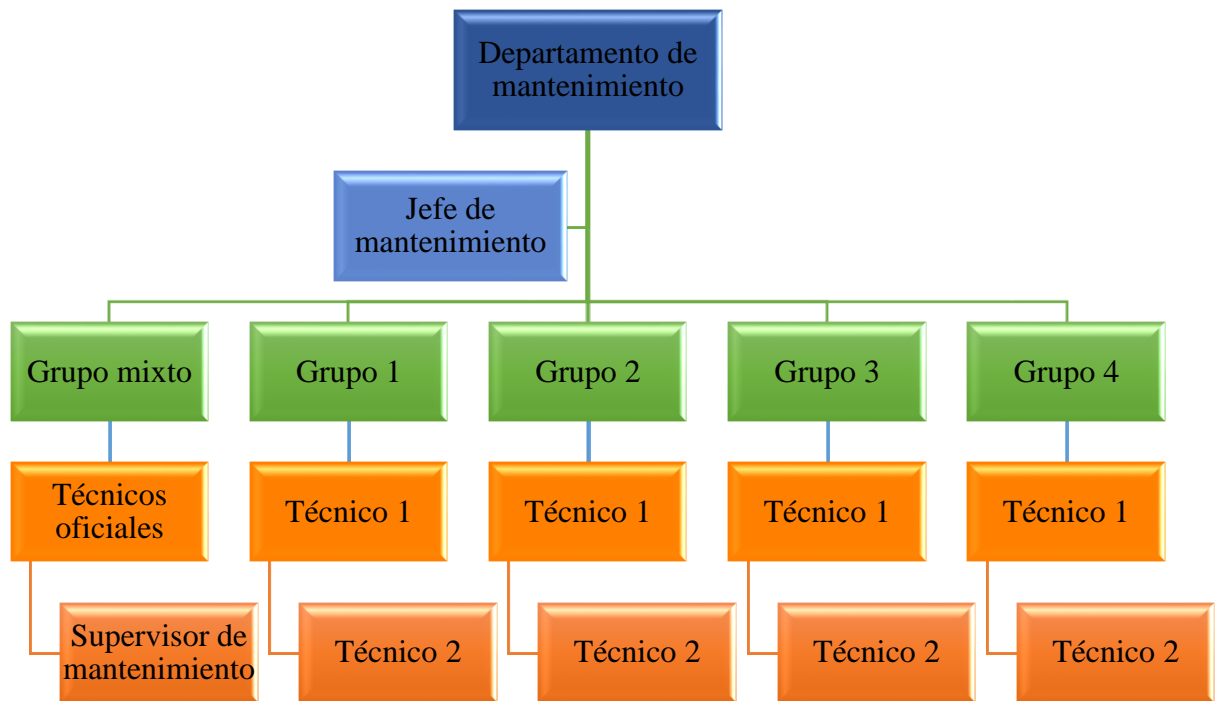 Departamento de
mantenimiento
Jefe de
mantenimiento
Grupo mixto
Grupo 1
Grupo 2
Grupo 3
Grupo 4
Técnicos
oficiales
Técnico 1
Técnico 1
Técnico 1
Técnico 1
Supervisor de
mantenimiento
Técnico 2
Técnico 2
Técnico 2
Técnico 2